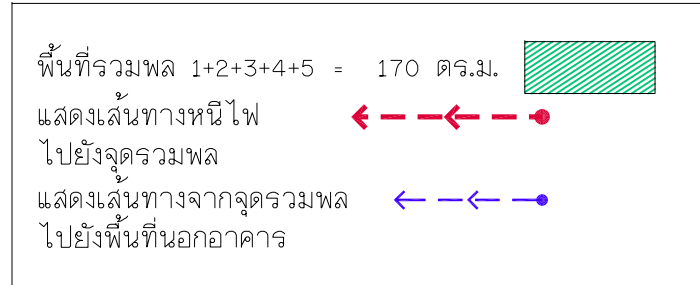 พื้นที่รวมพล 1+2+3+4+5 = 170 ตร.ม.
แสดงเส้นทางหนีไฟ
ไปยังจุดรวมพล
แสดงเส้นทางจากจุดรวมพล
ไปยังพื้นที่นอกอาคาร